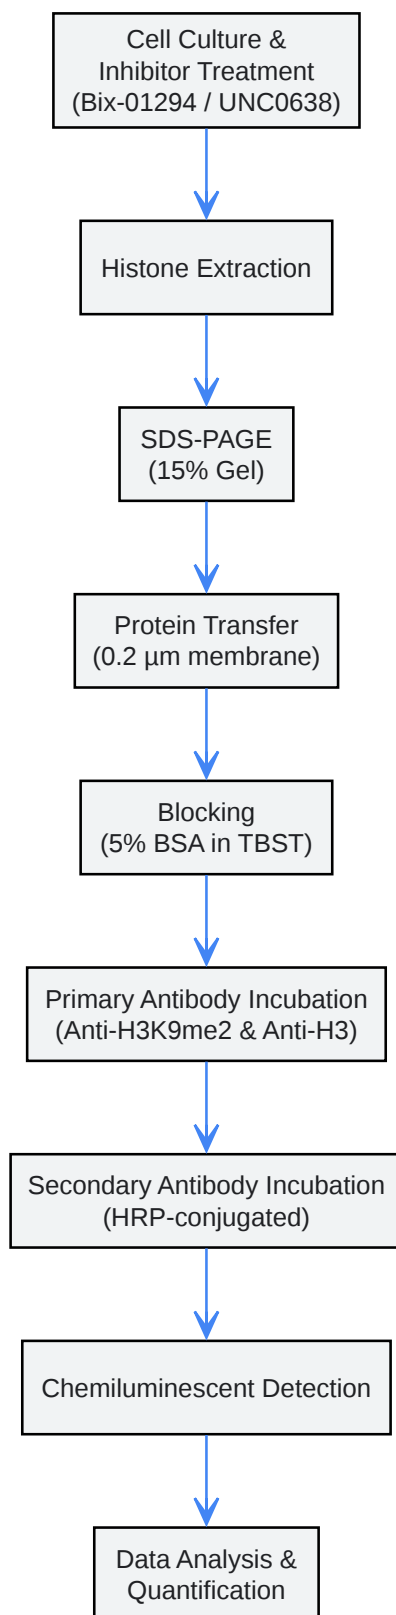 Cell Culture &
Inhibitor Treatment
(Bix-01294 / UNC0638)
Histone Extraction
SDS-PAGE
(15% Gel)
Protein Transfer
(0.2 µm membrane)
Blocking
(5% BSA in TBST)
Primary Antibody Incubation
(Anti-H3K9me2 & Anti-H3)
Secondary Antibody Incubation
(HRP-conjugated)
Chemiluminescent Detection
Data Analysis &
Quantification